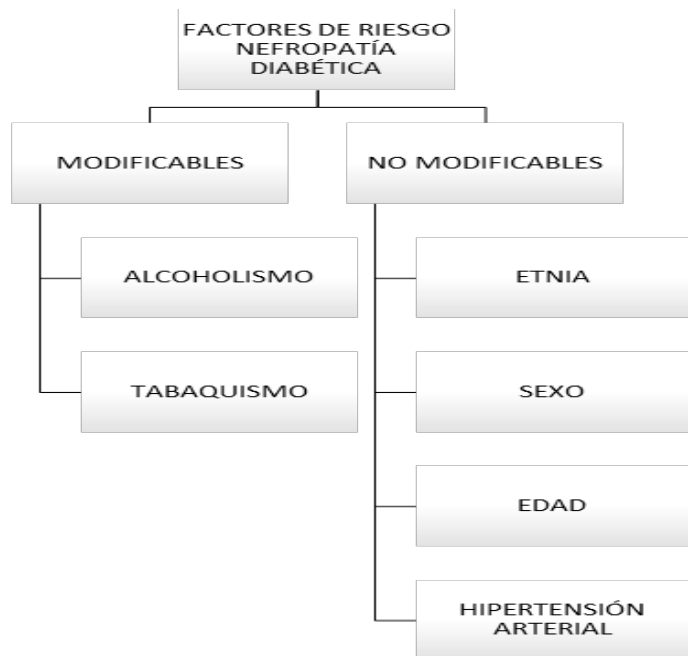 FACTORES DE RIESGO
NEFROPATÍA
DIABÉTICA
MODIFICABLES
NO MODIFICABLES
ALCOHOLISMO
ETNIA
TABAQUISMO
SEXO
EDAD
HIPERTENSIÓN
ARTERIAL